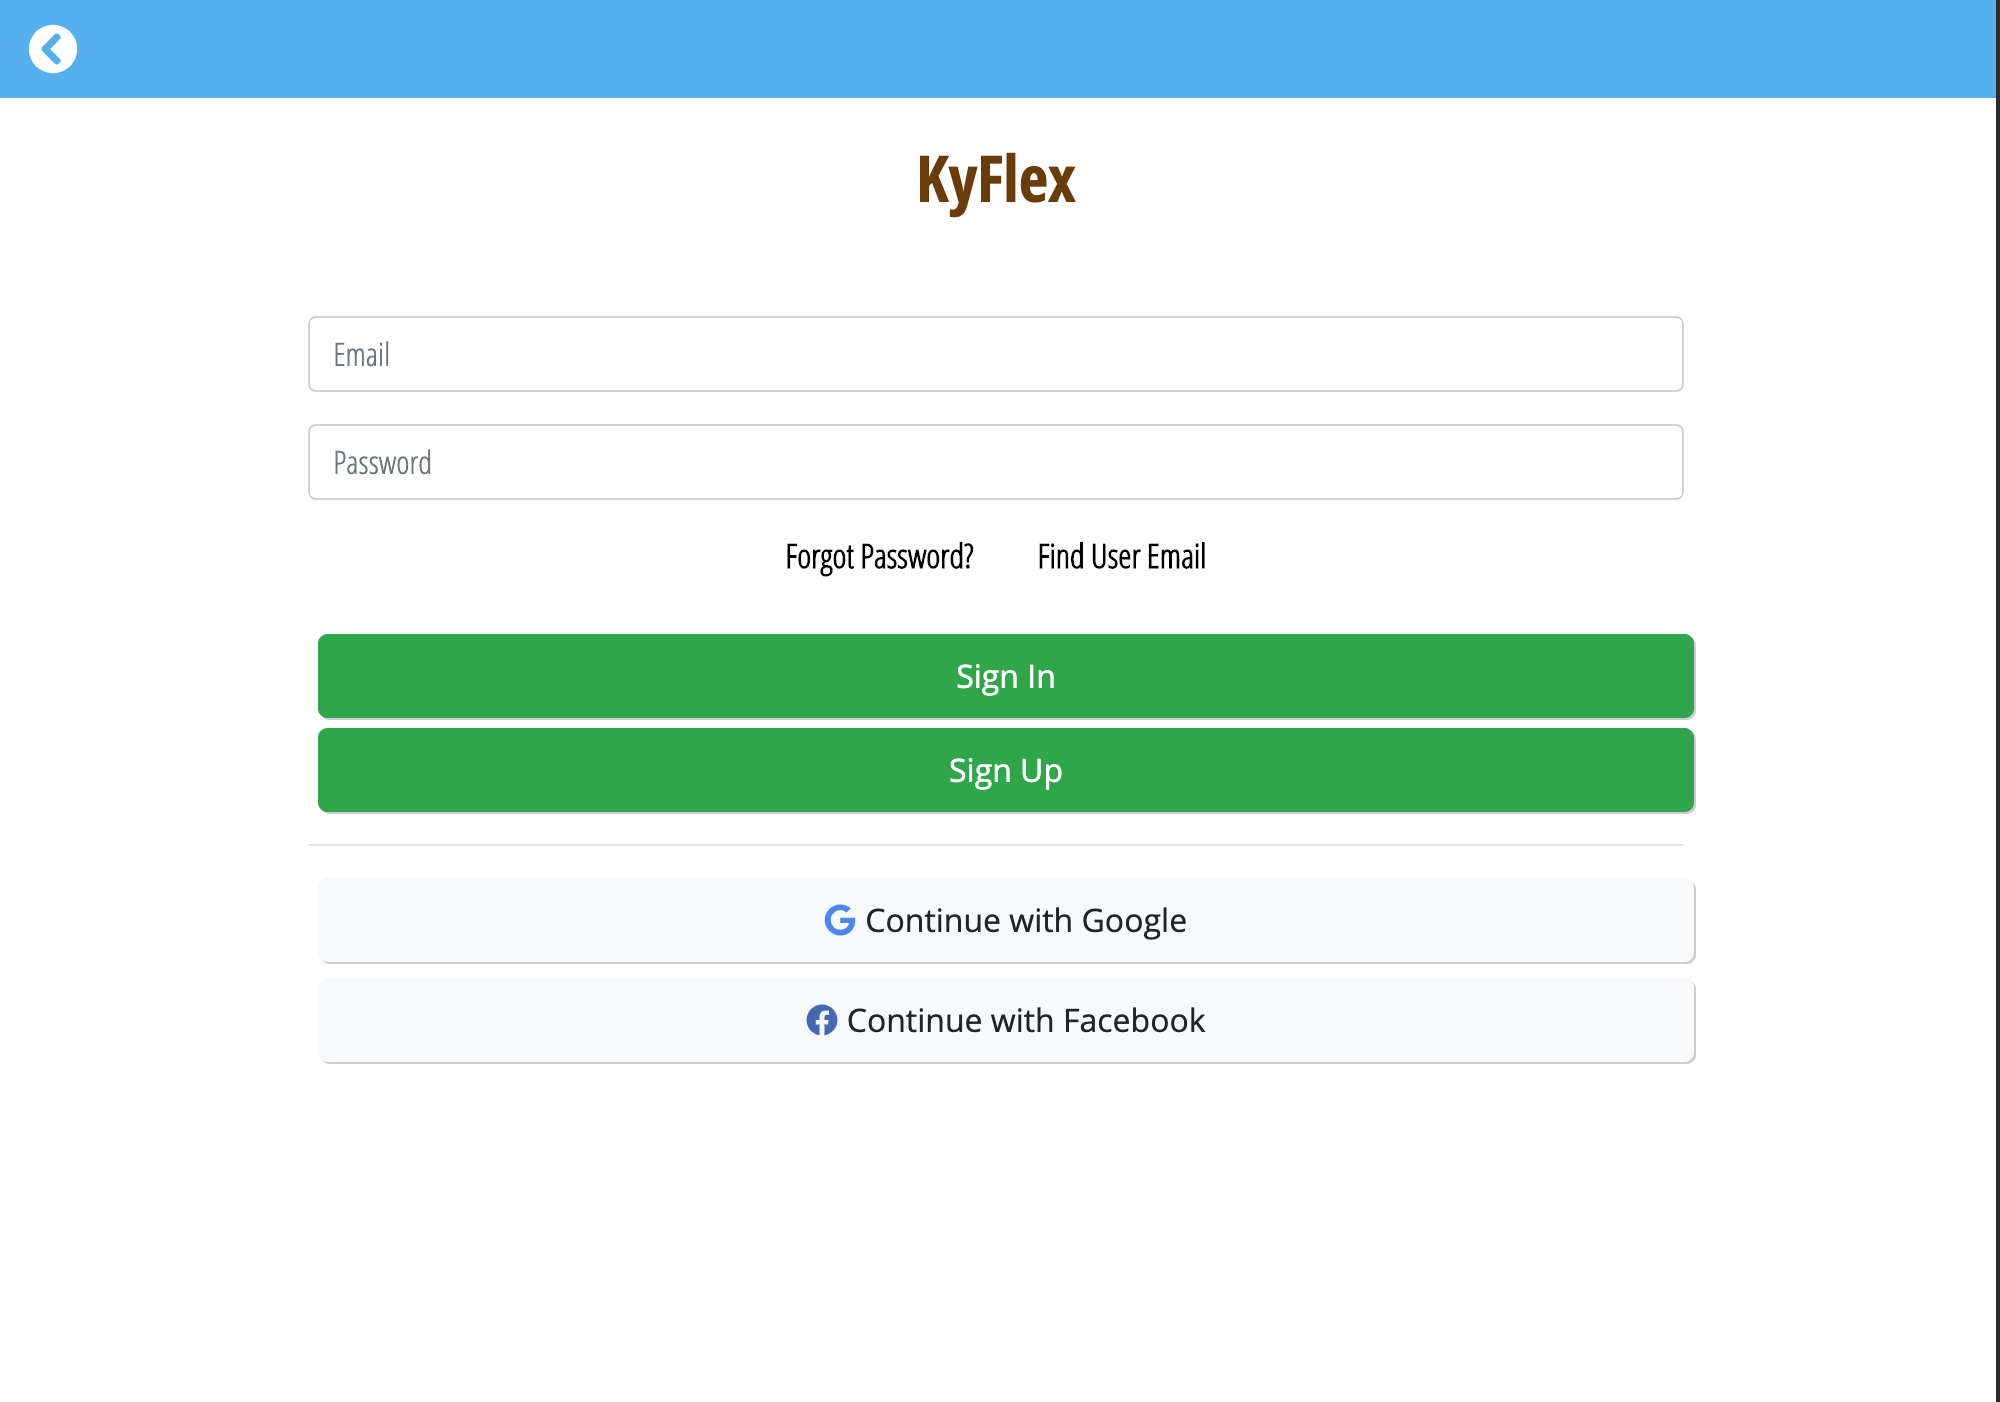 KyFlex
Email
Password
Forgot Password? Find User Email
Sign In
Sign Up
Continue with Google
Continue with Facebook